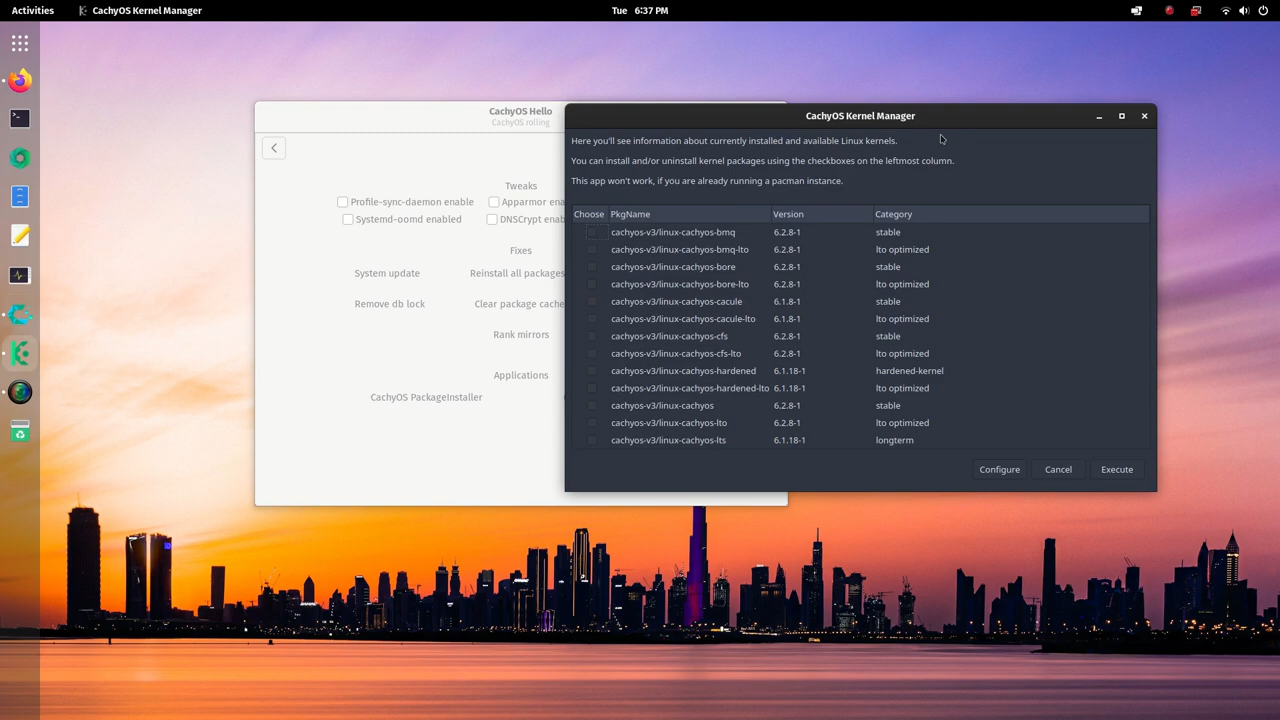 Activities CachyOS Kernel Manager Tue 6:37 PM
CachyOS Hello
CachyOS rolling
Tweaks
Profile-sync-daemon enable Apparmor ena
Systemd-oomd enabled DNSCrypt enab
Fixes
System update Reinstall all packages
Remove db lock Clear package cache
Rank mirrors
Applications
CachyOS PackageInstaller
CachyOS Kernel Manager
Here you'll see information about currently installed and available Linux kernels.
You can install and/or uninstall kernel packages using the checkboxes on the leftmost column.
This app won't work, if you are already running a pacman instance.
Choose PkgName Version Category
cachyos-v3/linux-cachyos-bmq 6.2.8-1 stable
cachyos-v3/linux-cachyos-bmq-lto 6.2.8-1 lto optimized
cachyos-v3/linux-cachyos-bore 6.2.8-1 stable
cachyos-v3/linux-cachyos-bore-lto 6.2.8-1 lto optimized
cachyos-v3/linux-cachyos-cacule 6.1.8-1 stable
cachyos-v3/linux-cachyos-cacule-lto 6.1.8-1 lto optimized
cachyos-v3/linux-cachyos-cfs 6.2.8-1 stable
cachyos-v3/linux-cachyos-cfs-lto 6.2.8-1 lto optimized
cachyos-v3/linux-cachyos-hardened 6.1.18-1 hardened-kernel
cachyos-v3/linux-cachyos-hardened-lto 6.1.18-1 lto optimized
cachyos-v3/linux-cachyos 6.2.8-1 stable
cachyos-v3/linux-cachyos-lto 6.2.8-1 lto optimized
cachyos-v3/linux-cachyos-lts 6.1.18-1 longterm
Configure Cancel Execute